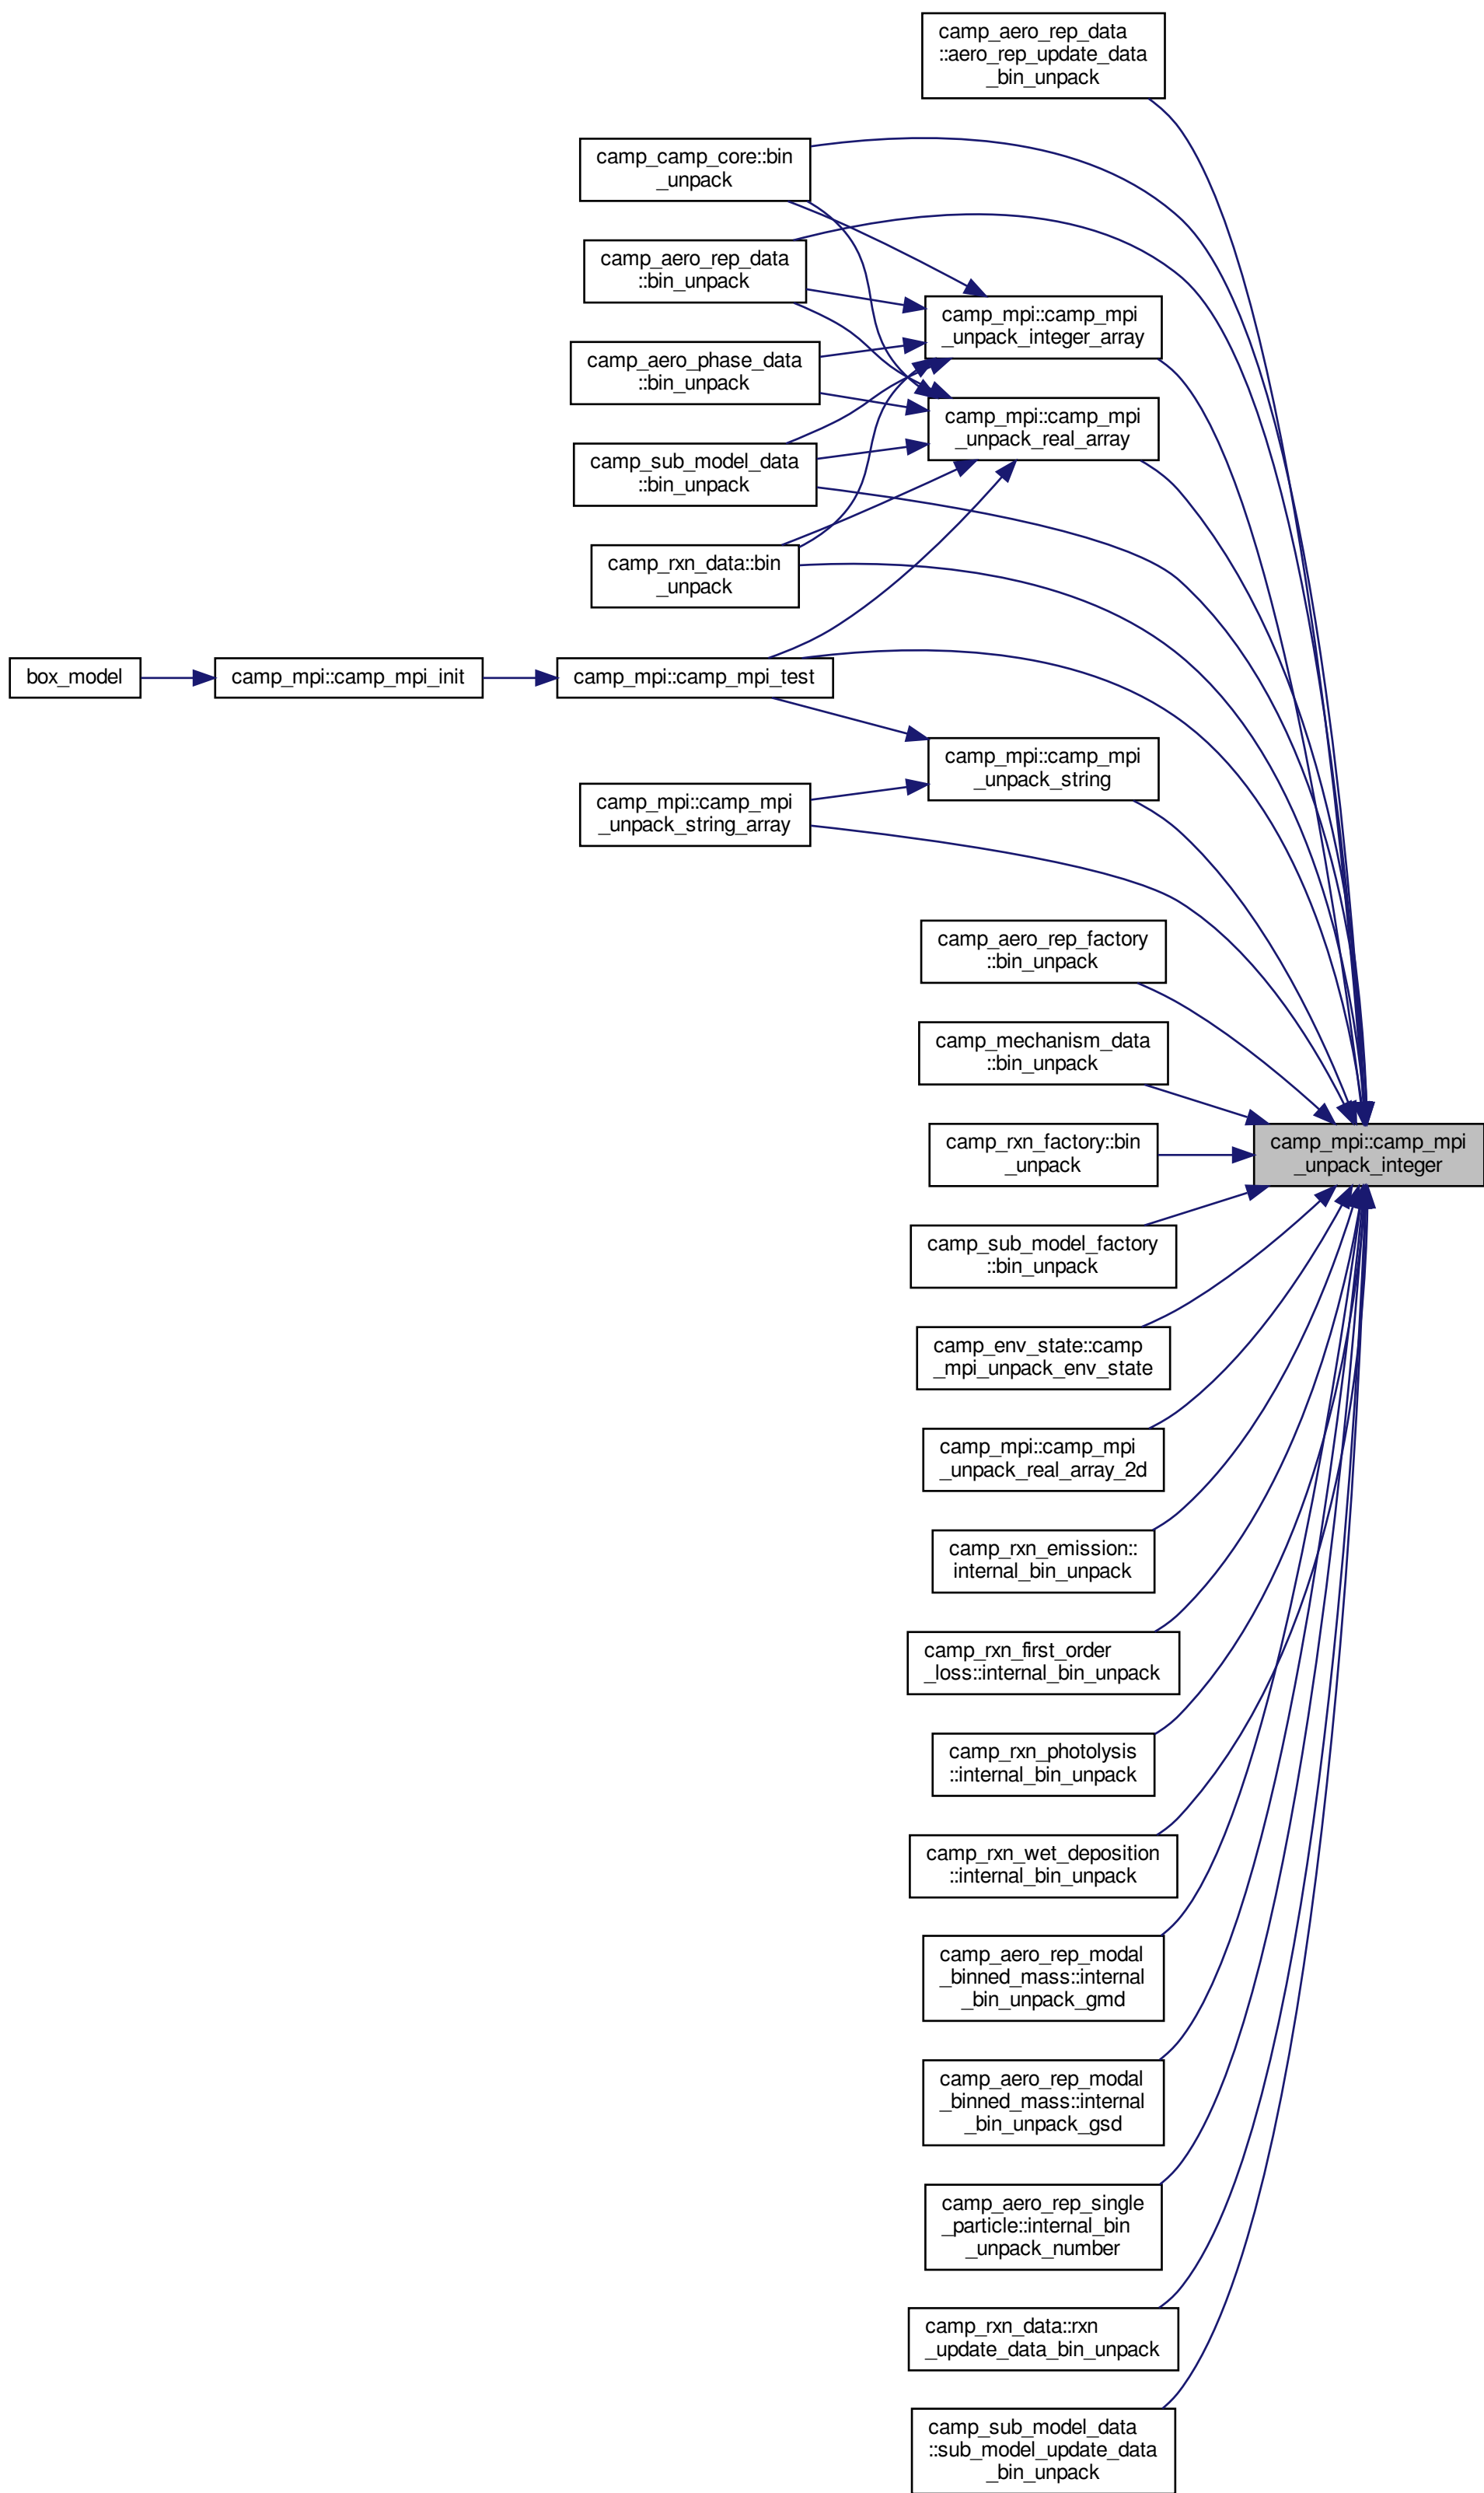 camp_aero_rep_data
::aero_rep_update_data
_bin_unpack
camp_camp_core::bin
_unpack
camp_aero_rep_data
::bin_unpack
camp_mpi::camp_mpi
_unpack_integer_array
camp_aero_phase_data
::bin_unpack
camp_mpi::camp_mpi
_unpack_real_array
camp_sub_model_data
::bin_unpack
camp_rxn_data::bin
_unpack
box_model
camp_mpi::camp_mpi_init
camp_mpi::camp_mpi_test
camp_mpi::camp_mpi
_unpack_string
camp_mpi::camp_mpi
_unpack_string_array
camp_aero_rep_factory
::bin_unpack
camp_mechanism_data
::bin_unpack
camp_rxn_factory::bin
_unpack
camp_mpi::camp_mpi
_unpack_integer
camp_sub_model_factory
::bin_unpack
camp_env_state::camp
_mpi_unpack_env_state
camp_mpi::camp_mpi
_unpack_real_array_2d
camp_rxn_emission::
internal_bin_unpack
camp_rxn_first_order
_loss::internal_bin_unpack
camp_rxn_photolysis
::internal_bin_unpack
camp_rxn_wet_deposition
::internal_bin_unpack
camp_aero_rep_modal
_binned_mass::internal
_bin_unpack_gmd
camp_aero_rep_modal
_binned_mass::internal
_bin_unpack_gsd
camp_aero_rep_single
_particle::internal_bin
_unpack_number
camp_rxn_data::rxn
_update_data_bin_unpack
camp_sub_model_data
::sub_model_update_data
_bin_unpack